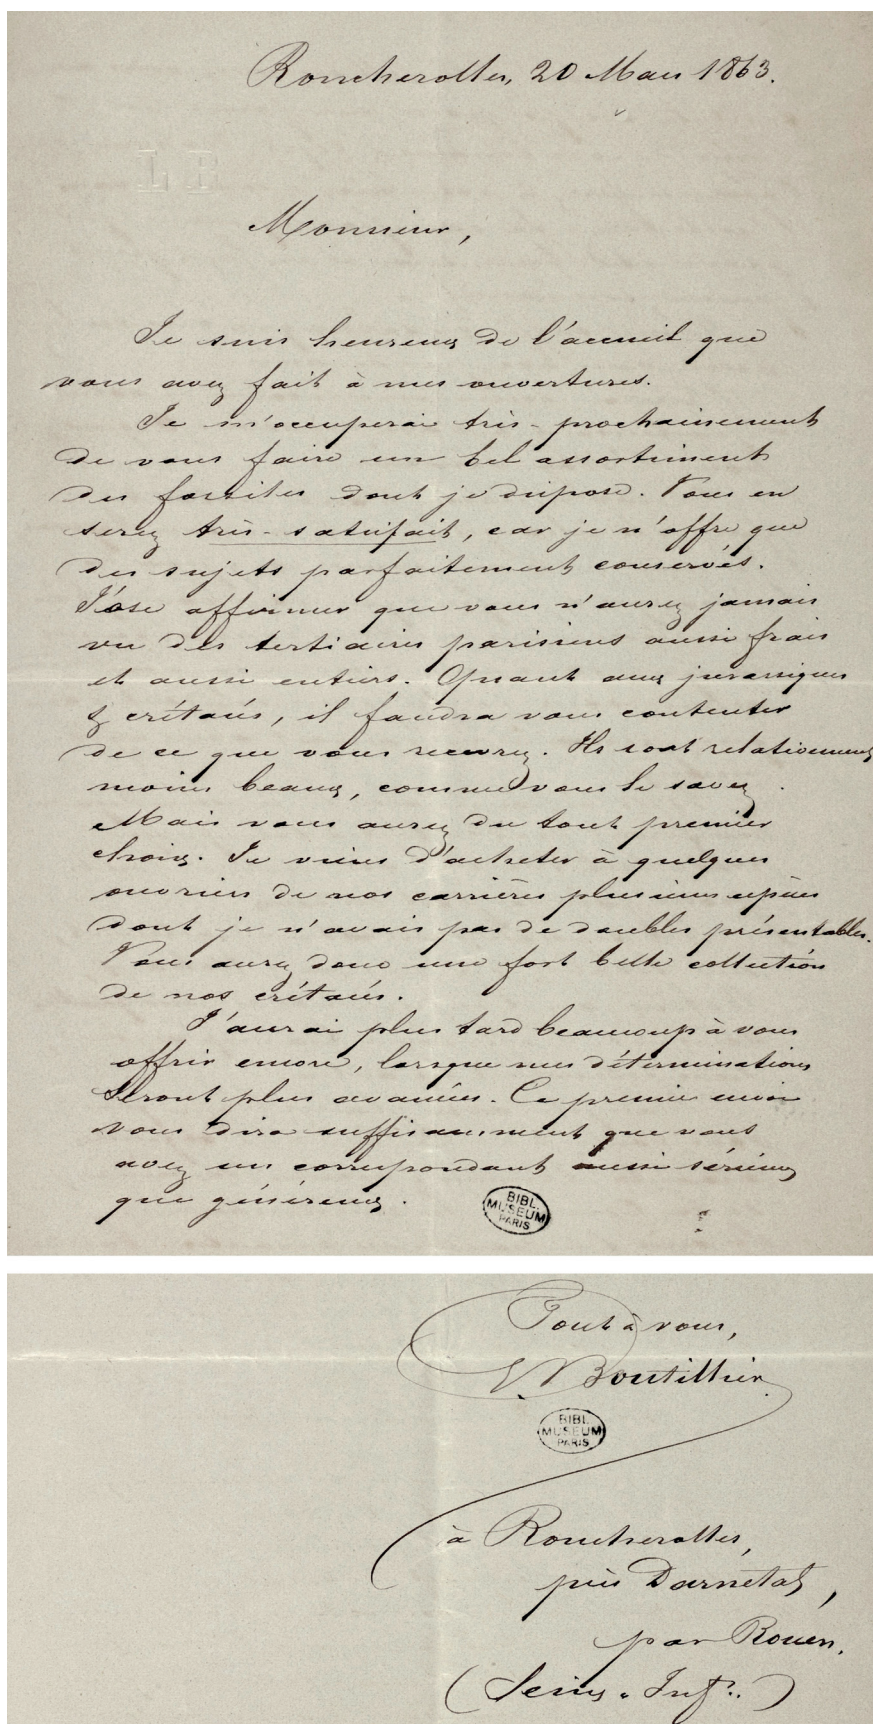 Roncherolles, 20 Mars 1863.
L B
Monsieur,
Je suis heureux de l'accueil que
vous avez fait à mes ouvertures.
Je m'occuperai très-prochainement
de vous faire un bel assortiment
des fossiles dont je dispose. Vous en
serez très-satisfait, car je n'offre que
des sujets parfaitement conservés.
J'ose affirmer que vous n'aurez jamais
vu des tertiaires parisiens aussi frais
et aussi entiers. Quant aux jurassiques
& crétacés, il faudra vous contenter
de ce que vous recevrez. Ils sont relativement
moins beaux, comme vous le savez.
Mais vous aurez du tout premier
choix. Je viens d'acheter à quelques
ouvriers de nos carrières plusieurs espèces
dont je n'avais pas de doubles présentables.
Vous aurez donc une fort belle collection
de nos crétacés.
J'aurai plus tard beaucoup à vous
offrir encore, lorsque mes déterminations
seront plus avancées. Ce premier envoi
vous dira suffisamment que vous
avez un correspondant aussi sérieux
que généreux.
BIBL.
MUSEUM
PARIS
Tout à vous,
Boutillier
BIBL.
MUSEUM
PARIS
à Roncherolles,
près Darnétal,
par Rouen.
(Seine-Infre.)